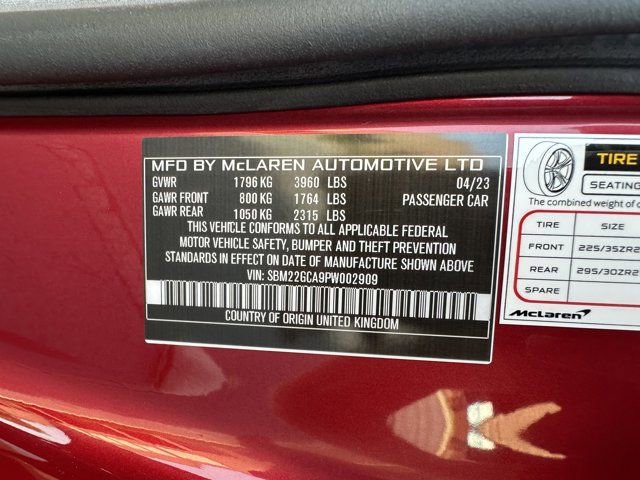 MFD BY McLAREN AUTOMOTIVE LTD
GVWR 1796 KG 3960 LBS 04/23
GAWR FRONT 800 KG 1764 LBS PASSENGER CAR
GAWR REAR 1050 KG 2315 LBS
THIS VEHICLE CONFORMS TO ALL APPLICABLE FEDERAL
MOTOR VEHICLE SAFETY, BUMPER AND THEFT PREVENTION
STANDARDS IN EFFECT ON DATE OF MANUFACTURE SHOWN ABOVE.
VIN: SBM22GCA9PW002909
COUNTRY OF ORIGIN UNITED KINGDOM
TIRE
SEATING
The combined weight of
TIRE SIZE
FRONT 225/35ZR
REAR 295/30ZR
SPARE
McLaren